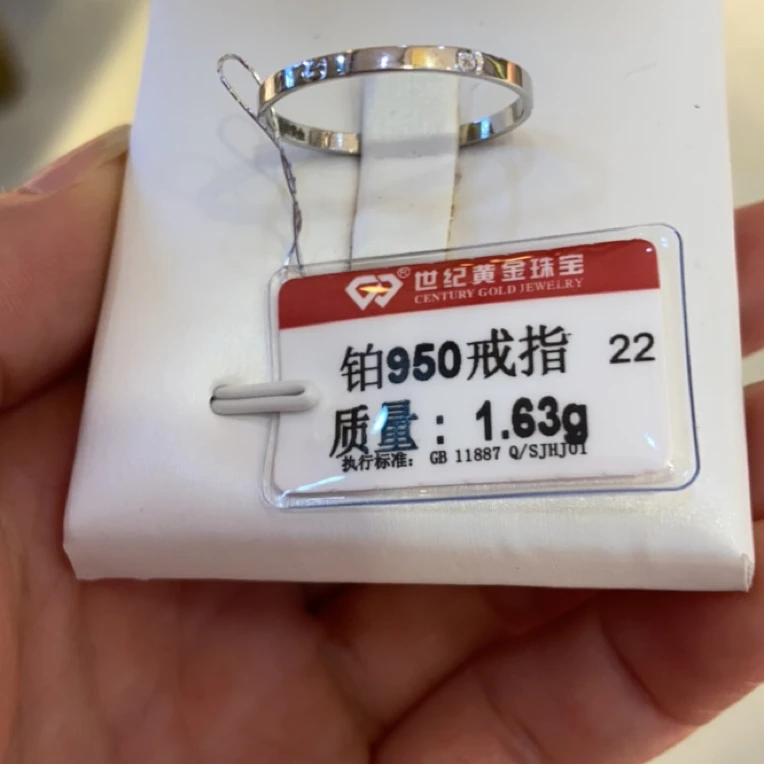 ®世纪黄金珠宝
CENTURY GOLD JEWELRY
铂950戒指 22
质量：1.63g
执行标准： GB 11887 Q/SJHJ01